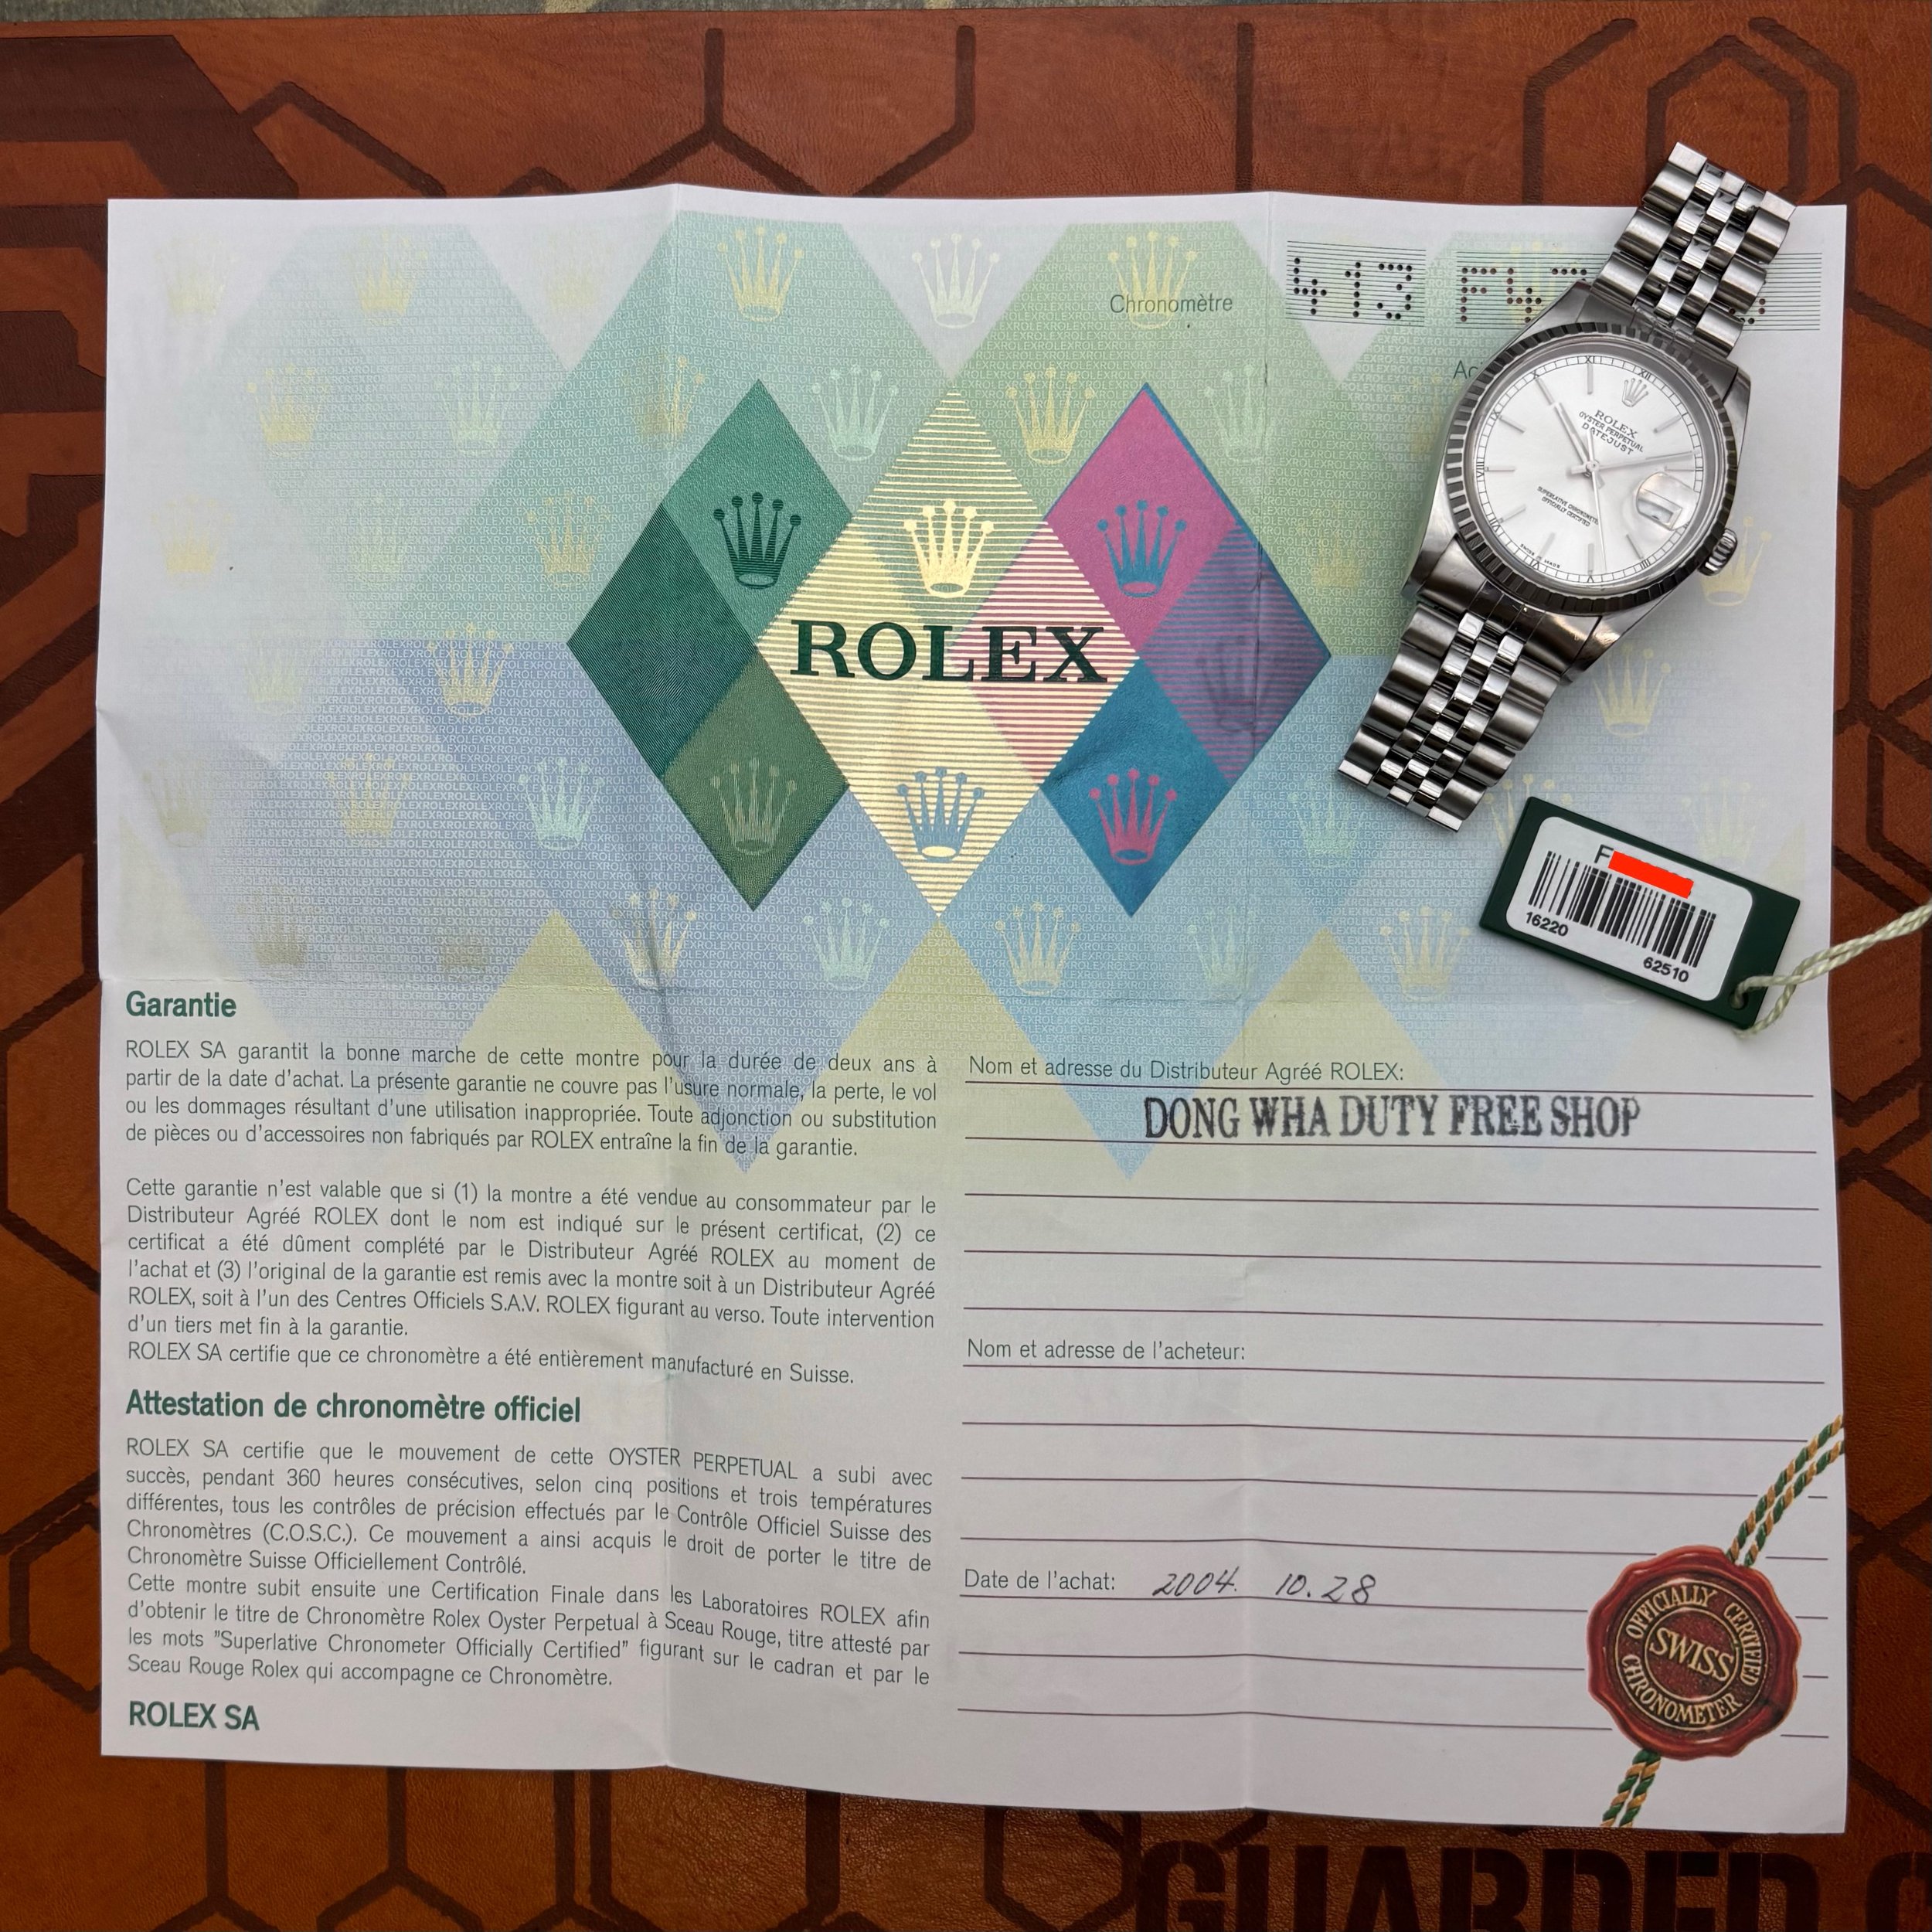 Chronomètre
413 F47
ROLEX
OYSTER PERPETUAL
DATEJUST
SUPERLATIVE CHRONOMETER
OFFICIALLY CERTIFIED
SWISS MADE
ROLEX
F
16220
62510
Garantie
ROLEX SA garantit la bonne marche de cette montre pour la durée de deux ans à
partir de la date d'achat. La présente garantie ne couvre pas l'usure normale, la perte, le vol
ou les dommages résultant d'une utilisation inappropriée. Toute adjonction ou substitution
de pièces ou d'accessoires non fabriqués par ROLEX entraîne la fin de la garantie.
Cette garantie n'est valable que si (1) la montre a été vendue au consommateur par le
Distributeur Agréé ROLEX dont le nom est indiqué sur le présent certificat, (2) ce
certificat a été dûment complété par le Distributeur Agréé ROLEX au moment de
l'achat et (3) l'original de la garantie est remis avec la montre soit à un Distributeur Agréé
ROLEX, soit à l'un des Centres Officiels S.A.V. ROLEX figurant au verso. Toute intervention
d'un tiers met fin à la garantie.
ROLEX SA certifie que ce chronomètre a été entièrement manufacturé en Suisse.
Attestation de chronomètre officiel
ROLEX SA certifie que le mouvement de cette OYSTER PERPETUAL a subi avec
succès, pendant 360 heures consécutives, selon cinq positions et trois températures
différentes, tous les contrôles de précision effectués par le Contrôle Officiel Suisse des
Chronomètres (C.O.S.C.). Ce mouvement a ainsi acquis le droit de porter le titre de
Chronomètre Suisse Officiellement Contrôlé.
Cette montre subit ensuite une Certification Finale dans les Laboratoires ROLEX afin
d'obtenir le titre de Chronomètre Rolex Oyster Perpetual à Sceau Rouge, titre attesté par
les mots "Superlative Chronometer Officially Certified" figurant sur le cadran et par le
Sceau Rouge Rolex qui accompagne ce Chronomètre.
ROLEX SA
Nom et adresse du Distributeur Agréé ROLEX:
DONG WHA DUTY FREE SHOP
Nom et adresse de l'acheteur:
Date de l'achat: 2004. 10.28
OFFICIALLY CERTIFIED
SWISS
CHRONOMETER
GUARDED